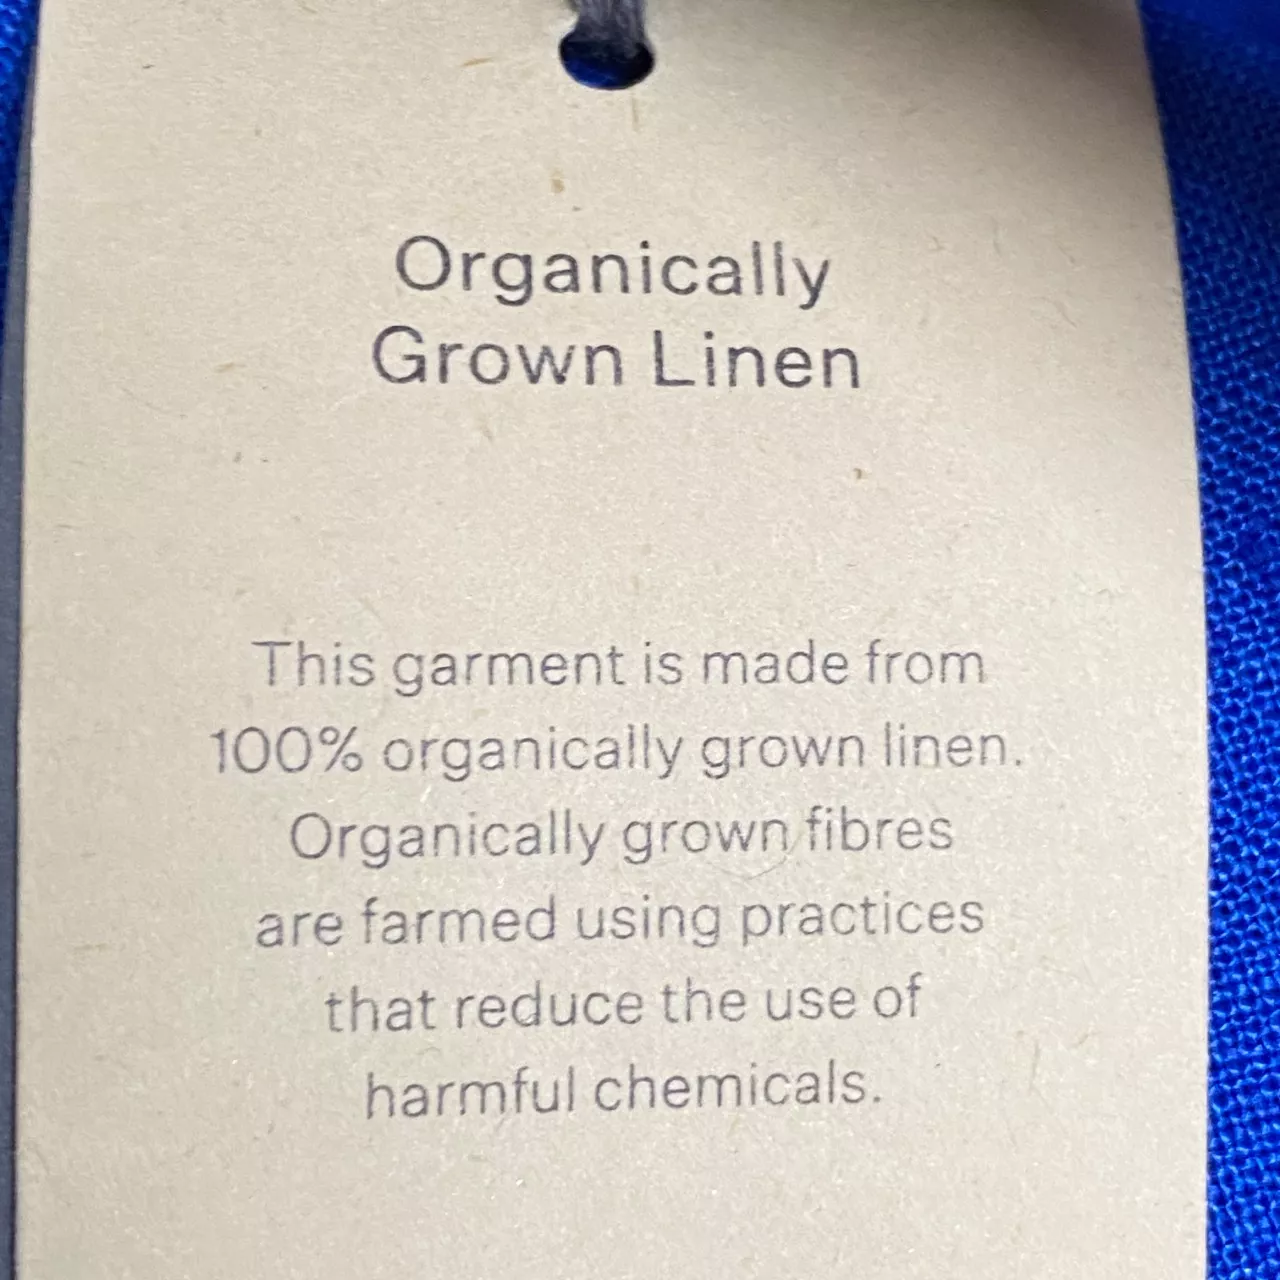 Organically
Grown Linen
This garment is made from
100% organically grown linen.
Organically grown fibres
are farmed using practices
that reduce the use of
harmful chemicals.